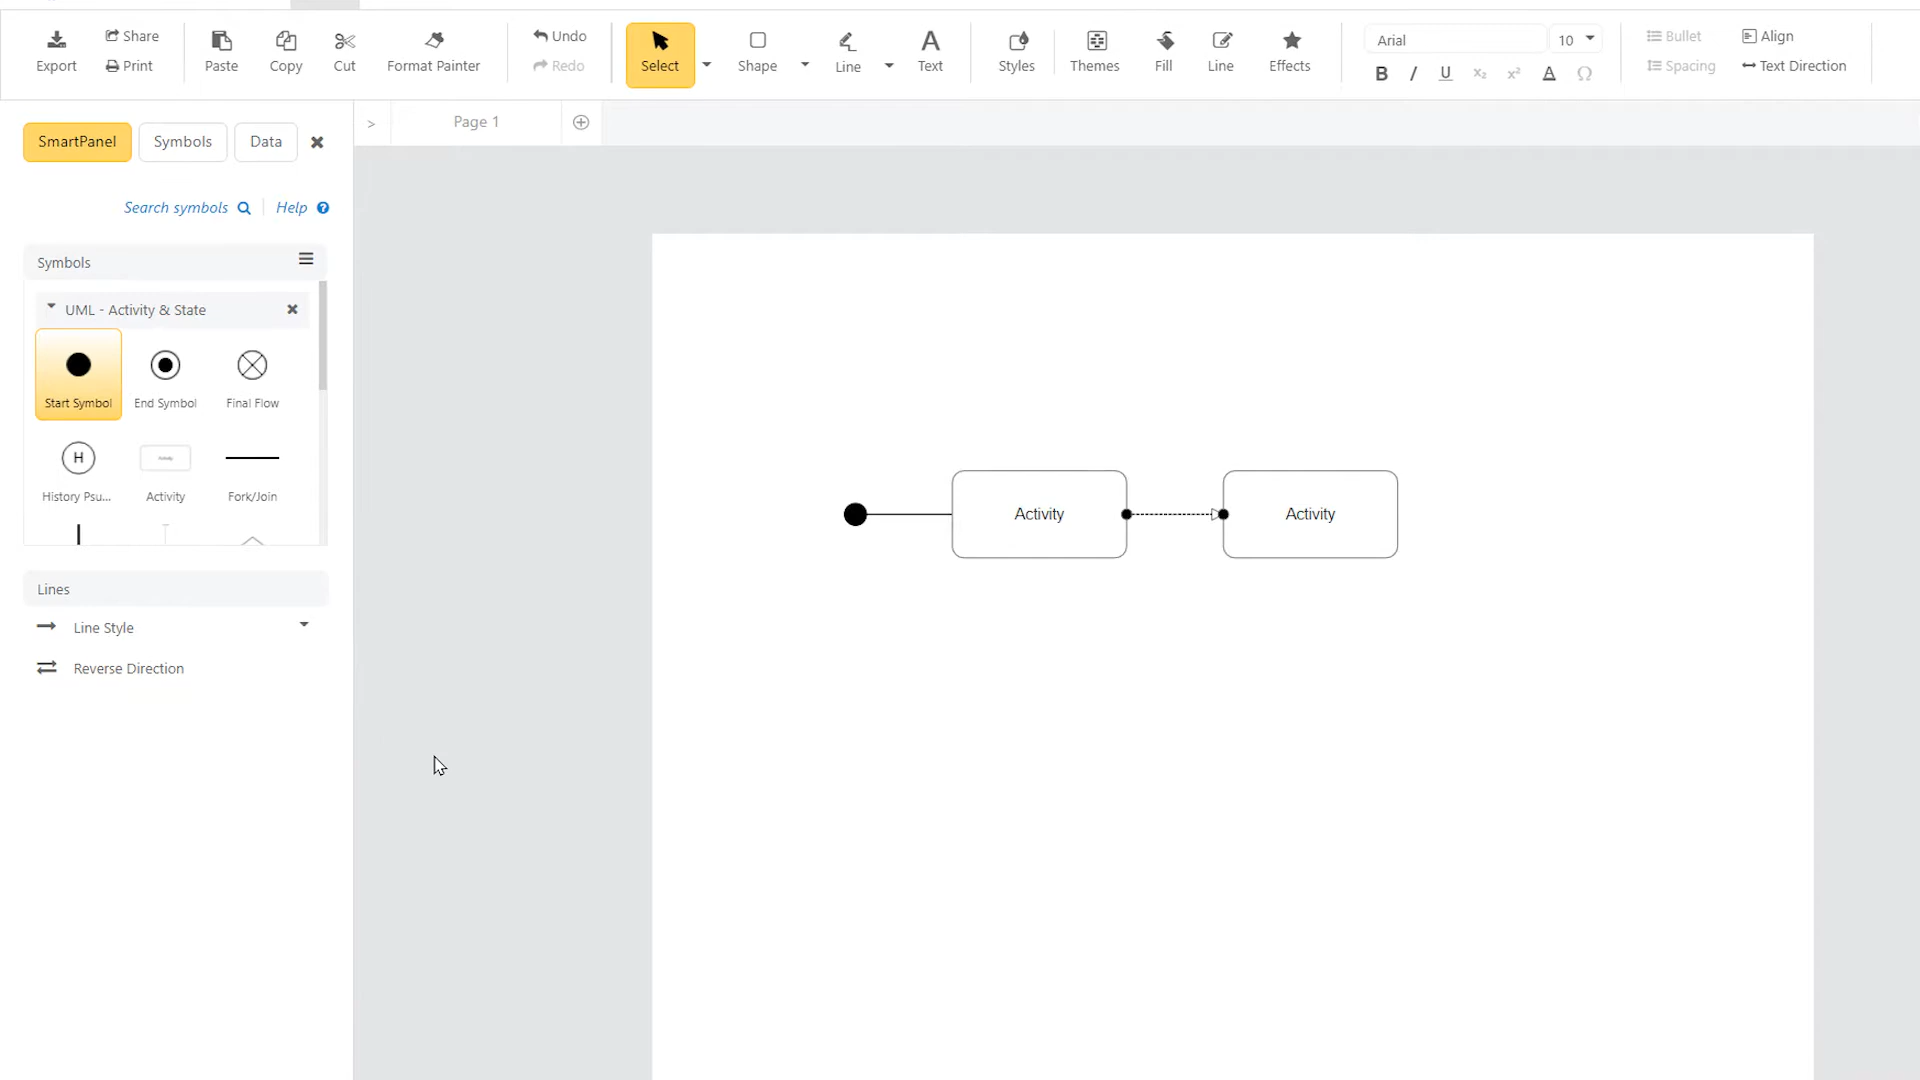 Export
Share
Print
Paste
Copy
Cut
Format Painter
Undo
Redo
Select
Shape
Line
Text
Styles
Themes
Fill
Line
Effects
Arial
10
B I U x₂ x² A Ω
Bullet
Spacing
Align
Text Direction
SmartPanel
Symbols
Data
> Page 1
Search symbols
Help
Symbols
UML - Activity & State
Start Symbol
End Symbol
Final Flow
H
History Psu...
Activity
Fork/Join
Lines
Line Style
Reverse Direction
Activity
Activity